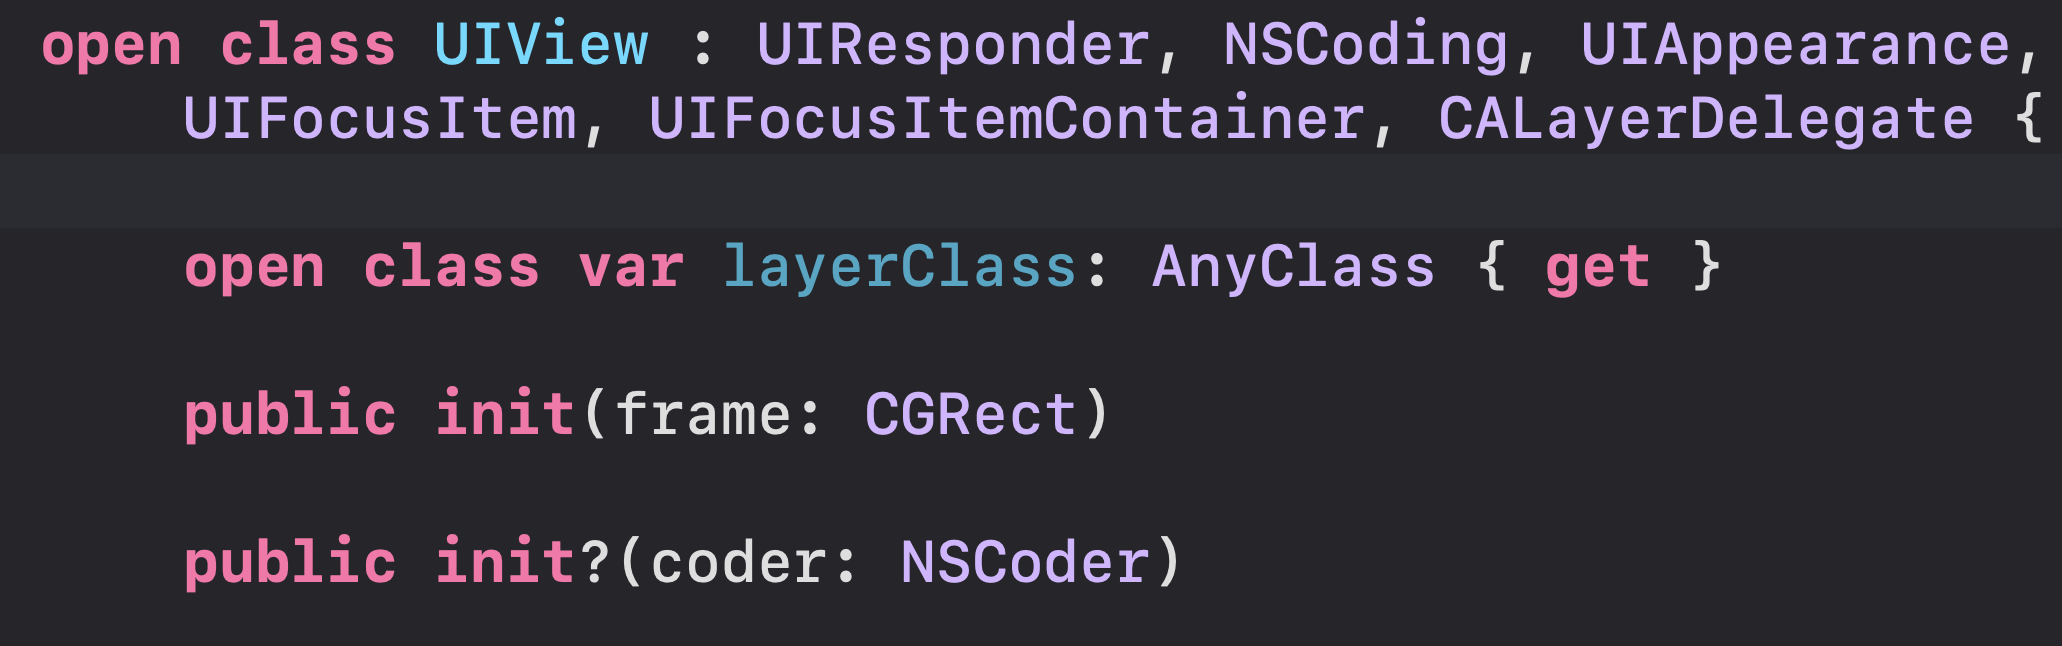 open class UIView : UIResponder, NSCoding, UIAppearance,
UIFocusItem, UIFocusItemContainer, CALayerDelegate {
open class var layerClass: AnyClass { get }
public init(frame: CGRect)
public init?(coder: NSCoder)